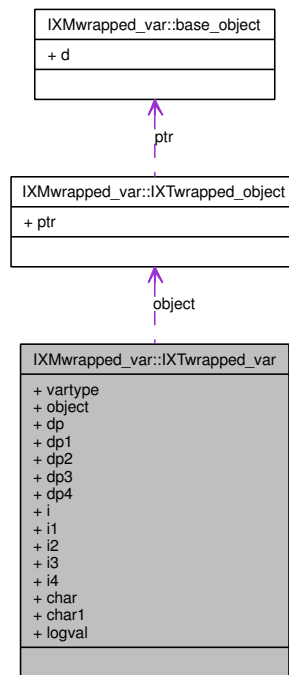 IXMwrapped_var::base_object
+ d
ptr
IXMwrapped_var::IXTwrapped_object
+ ptr
object
IXMwrapped_var::IXTwrapped_var
+ vartype
+ object
+ dp
+ dp1
+ dp2
+ dp3
+ dp4
+ i
+ i1
+ i2
+ i3
+ i4
+ char
+ char1
+ logval